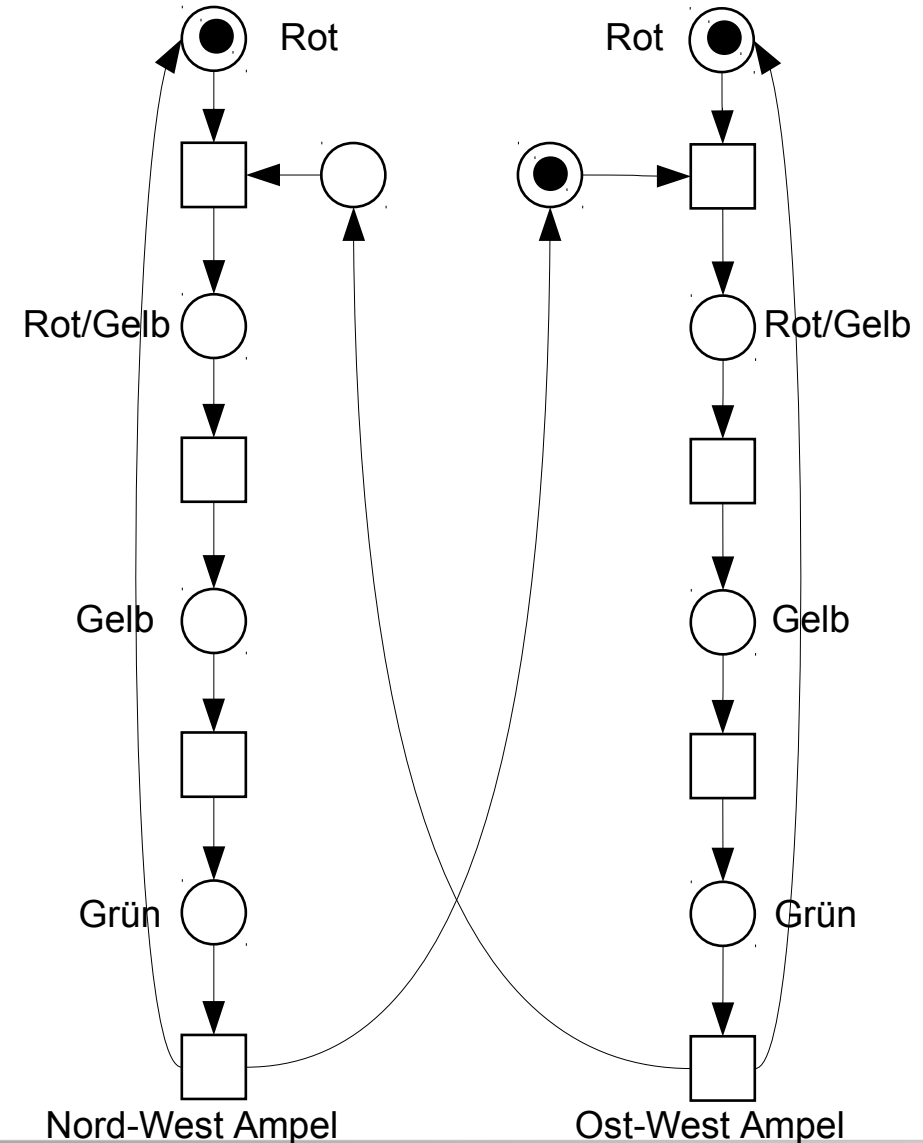 Rot
Rot
Rot/Gelb
Rot/Gelb
Gelb
Gelb
Grün
Grün
Nord-West Ampel
Ost-West Ampel